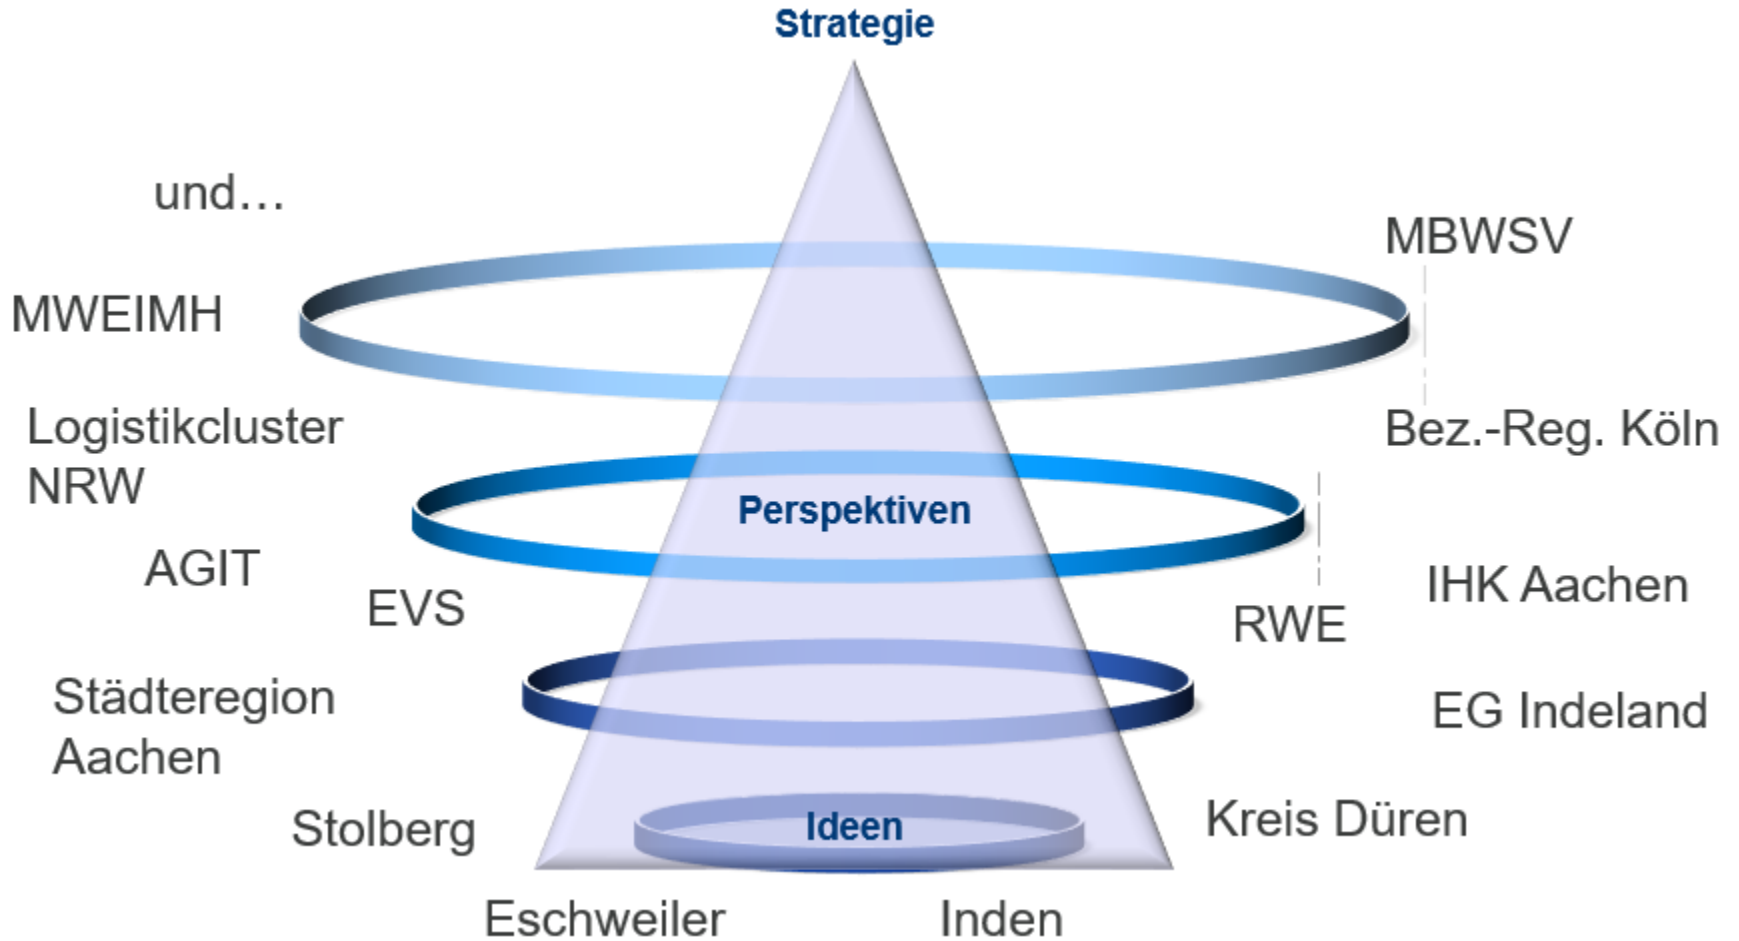 Strategie
und…
MBWSV
MWEIMH
Logistikcluster
NRW
Bez.-Reg. Köln
Perspektiven
AGIT
IHK Aachen
EVS
RWE
Städteregion
Aachen
EG Indeland
Stolberg
Ideen
Kreis Düren
Eschweiler
Inden